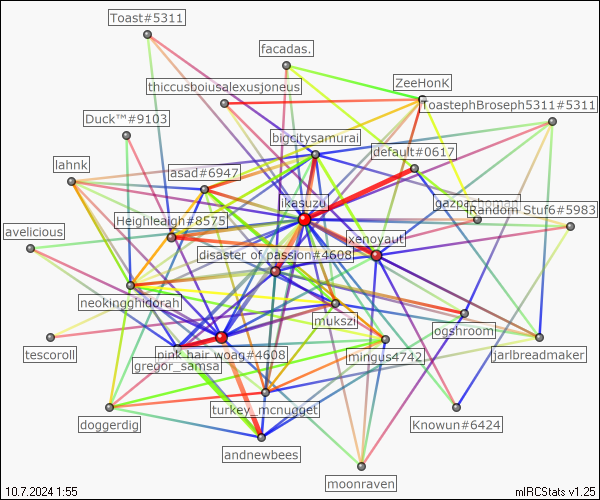 Toast#5311
facadas.
ZeeHonK
thiccusboiusalexusjoneus
ToastephBroseph5311#5311
Duck™#9103
bigcitysamurai
default#0617
lahnk
asad#6947
ikasuzu
gazpachoman
Random Stuf6#5983
Heighleigh#8575
avelicious
xenoyaut
disaster of passion#4608
neokingghidorah
mukszi
ogshroom
tescoroll
pink hair woag#4608
mingus4742
jarlbreadmaker
gregor_samsa
turkey_mcnugget
doggerdig
Knowun#6424
andnewbees
moonraven
10.7.2024 1:55
mIRCStats v1.25